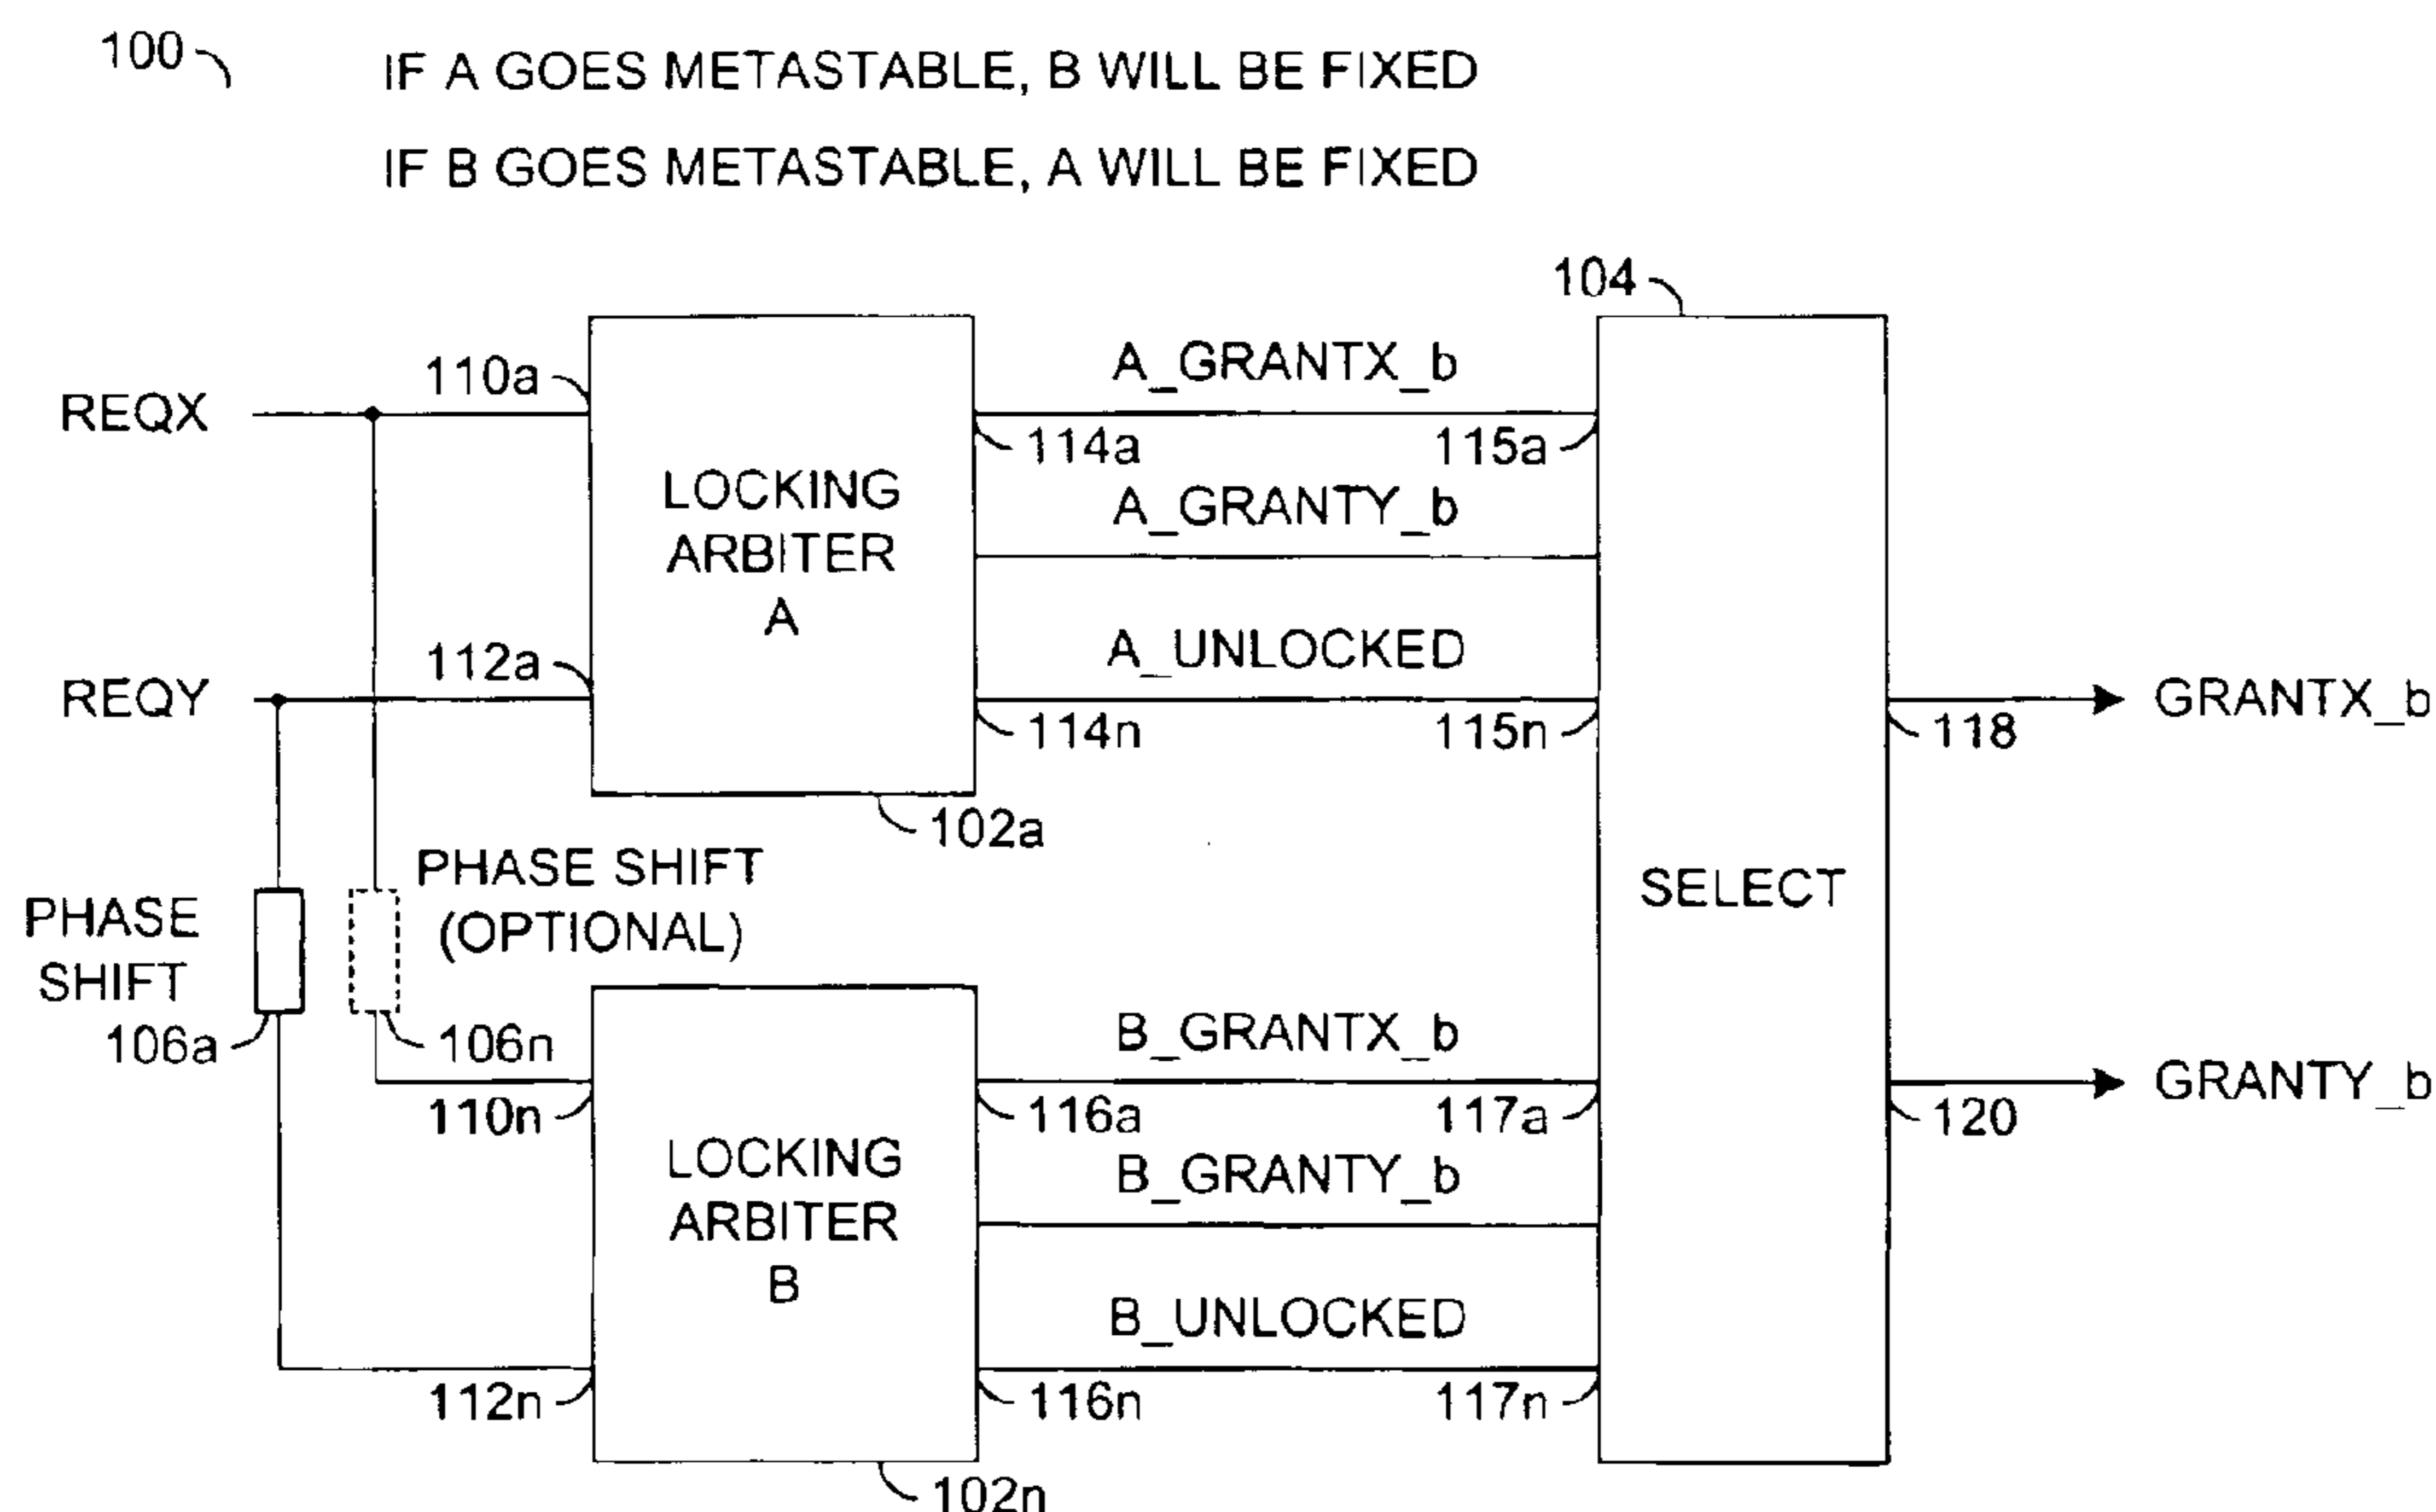 100
IF A GOES METASTABLE, B WILL BE FIXED
IF B GOES METASTABLE, A WILL BE FIXED
104
REQX
110a
A_GRANTX_b
114a
115a
LOCKING
ARBITER
A
A_GRANTY_b
REQY
112a
A_UNLOCKED
114n
115n
102a
118
GRANTX_b
PHASE
SHIFT
106a
PHASE SHIFT
(OPTIONAL)
106n
SELECT
110n
B_GRANTX_b
116a
117a
LOCKING
ARBITER
B
B_GRANTY_b
120
GRANTY_b
112n
B_UNLOCKED
116n
117n
102n